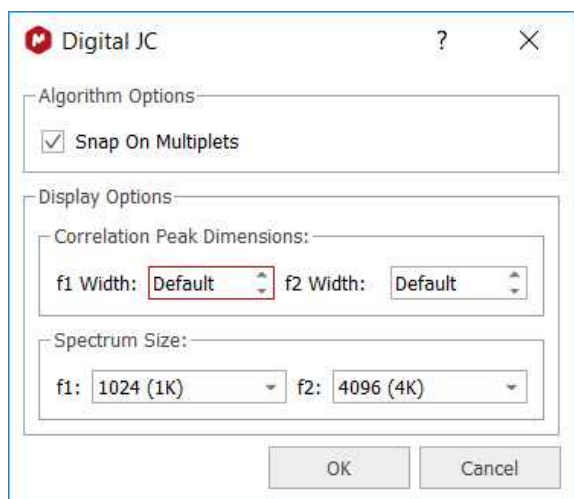 Digital JC ? ×
Algorithm Options
Snap On Multiplets
Display Options
Correlation Peak Dimensions:
f1 Width: Default f2 Width: Default
Spectrum Size:
f1: 1024 (1K) f2: 4096 (4K)
OK Cancel